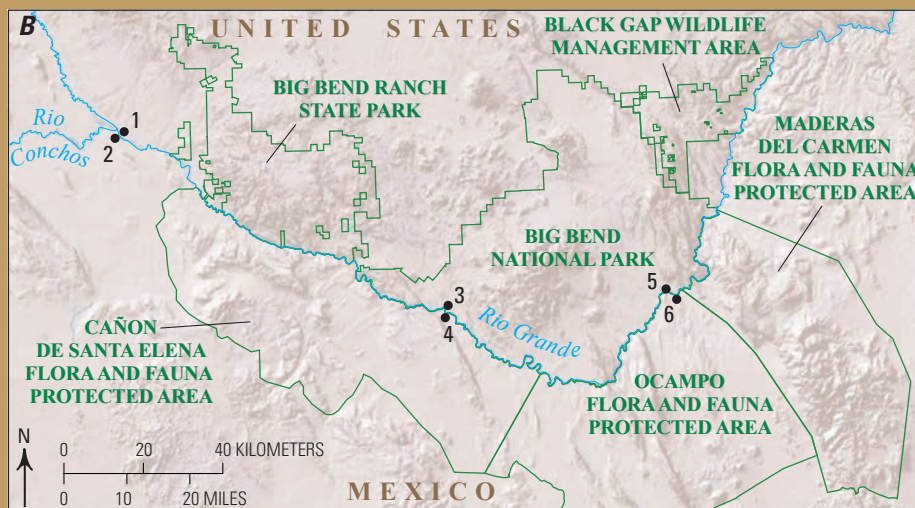 B
UNITED STATES
BLACK GAP WILDLIFE
MANAGEMENT AREA
BIG BEND RANCH
STATE PARK
Rio
Conchos
1
2
MADERAS
DEL CARMEN
FLORA AND FAUNA
PROTECTED AREA
BIG BEND
NATIONAL PARK
3
4
5
6
Rio Grande
CAÑON
DE SANTA ELENA
FLORA AND FAUNA
PROTECTED AREA
OCAMPO
FLORA AND FAUNA
PROTECTED AREA
N
0 20 40 KILOMETERS
0 10 20 MILES
MEXICO